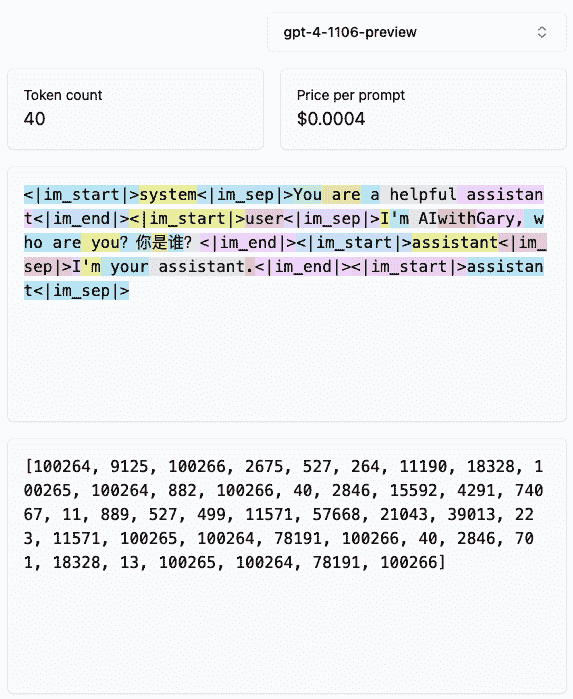 gpt-4-1106-preview
Token count
Price per prompt
40
$0.0004
<|im_start|>system<|im_sep|>You are a helpful assistan
t<|im_end|><|im_start|>user<|im_sep|>I'm AIwithGary, w
ho are you? 你是谁? <|im_end|><|im_start|>assistant<|im_
sep|>I'm your assistant.<|im_end|><|im_start|>assistan
t<|im_sep|>
[100264, 9125, 100266, 2675, 527, 264, 11190, 18328, 1
00265, 100264, 882, 100266, 40, 2846, 15592, 4291, 740
67, 11, 889, 527, 499, 11571, 57668, 21043, 39013, 22
3, 11571, 100265, 100264, 78191, 100266, 40, 2846, 70
1, 18328, 13, 100265, 100264, 78191, 100266]